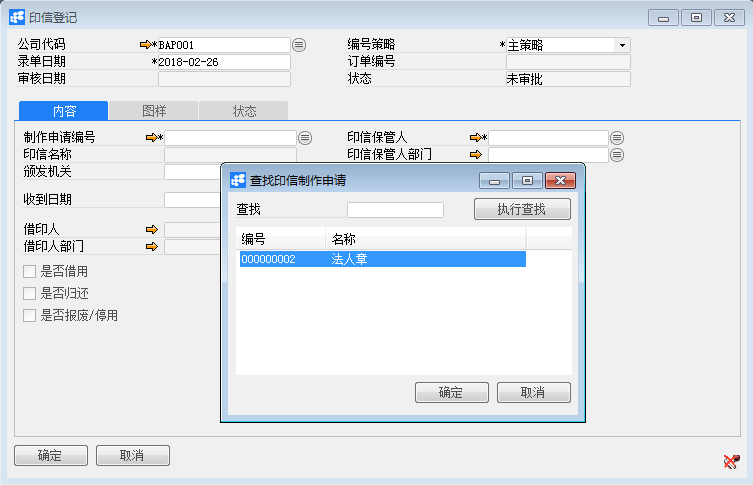 印信登记
公司代码 *BAP001 编号策略 *主策略
录单日期 *2018-02-26 订单编号
审核日期 状态 未审批
内容 图样 状态
制作申请编号 * 印信保管人 *
印信名称 印信保管人部门
颁发机关
收到日期
借印人
借印人部门
是否借用
是否归还
是否报废/停用
查找印信制作申请
查找 执行查找
编号 名称
000000002 法人章
确定 取消
确定 取消